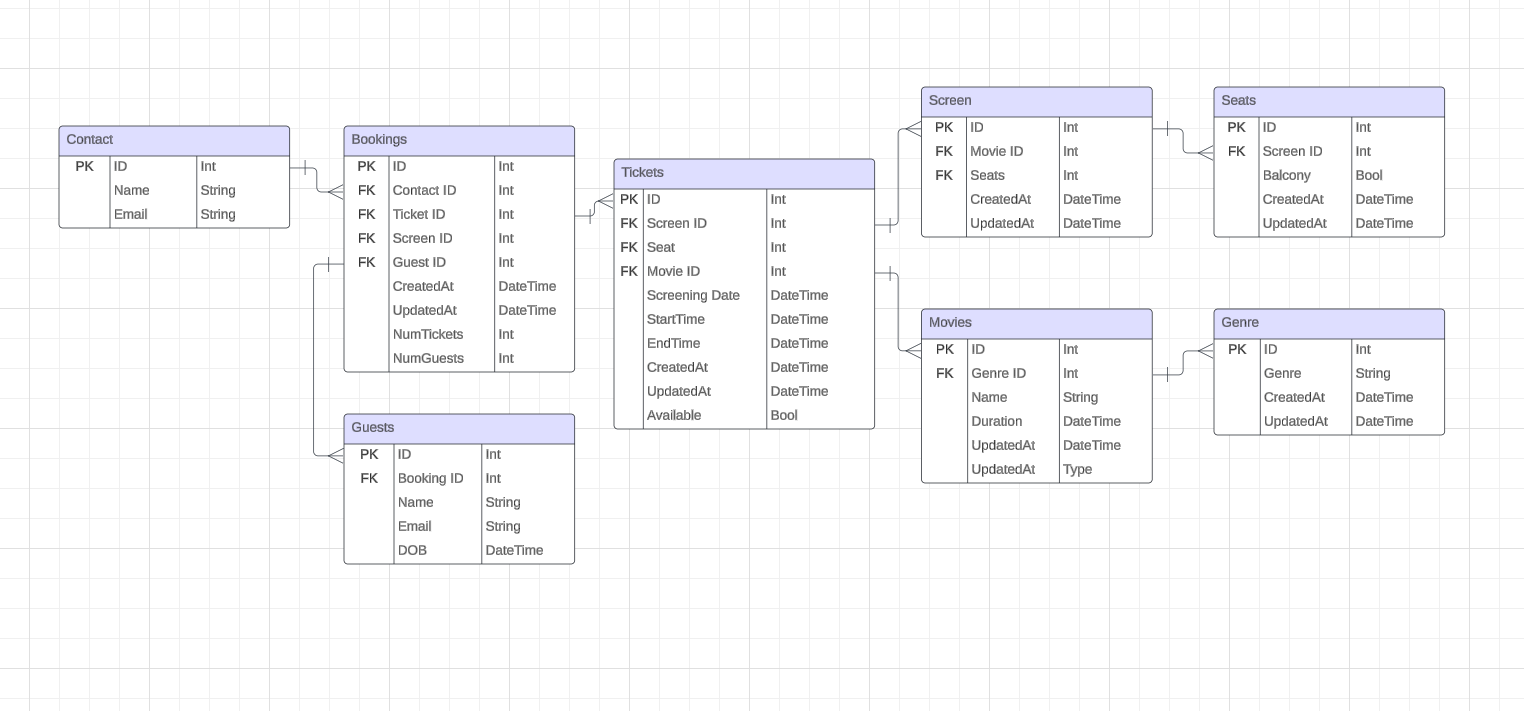 Contact
PK ID Int
Name String
Email String
Bookings
PK ID Int
FK Contact ID Int
FK Ticket ID Int
FK Screen ID Int
FK Guest ID Int
CreatedAt DateTime
UpdatedAt DateTime
NumTickets Int
NumGuests Int
Guests
PK ID Int
FK Booking ID Int
Name String
Email String
DOB DateTime
Tickets
PK ID Int
FK Screen ID Int
FK Seat Int
FK Movie ID Int
Screening Date DateTime
StartTime DateTime
EndTime DateTime
CreatedAt DateTime
UpdatedAt DateTime
Available Bool
Screen
PK ID Int
FK Movie ID Int
FK Seats Int
CreatedAt DateTime
UpdatedAt DateTime
Seats
PK ID Int
FK Screen ID Int
Balcony Bool
CreatedAt DateTime
UpdatedAt DateTime
Movies
PK ID Int
FK Genre ID Int
Name String
Duration DateTime
UpdatedAt DateTime
UpdatedAt Type
Genre
PK ID Int
Genre String
CreatedAt DateTime
UpdatedAt DateTime